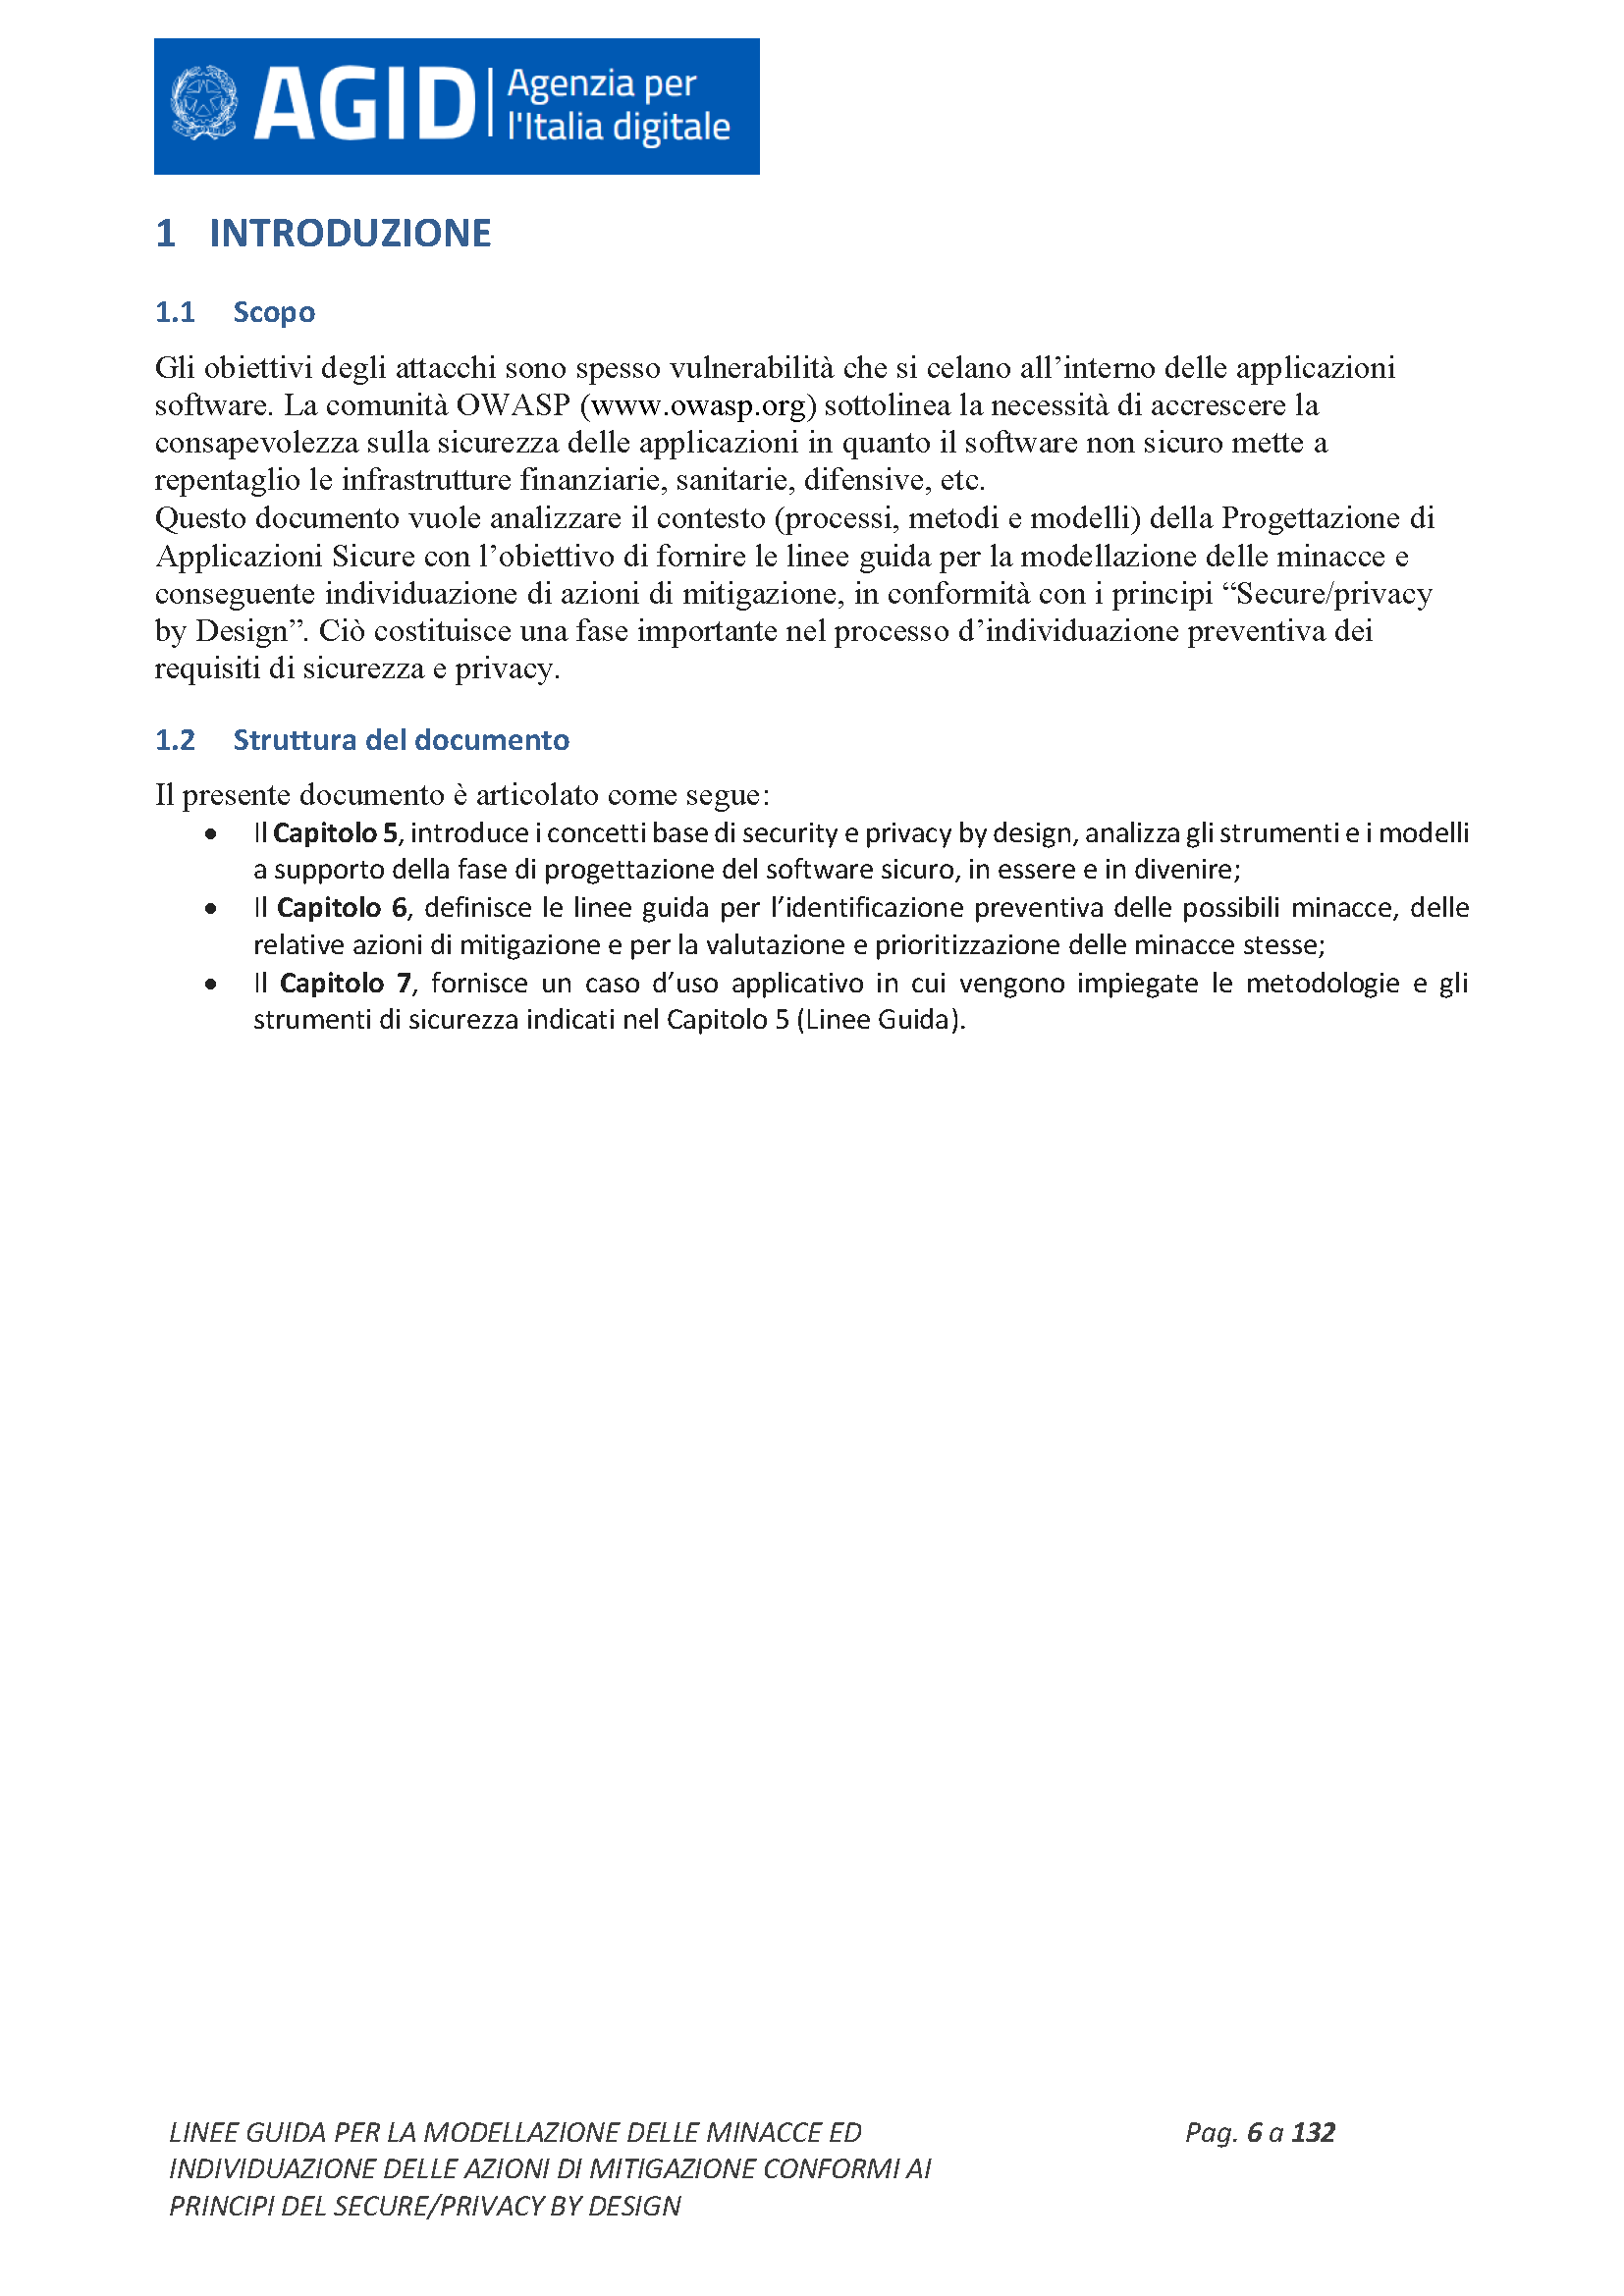 AGID
Agenzia per
l'Italia digitale
1 INTRODUZIONE
1.1 Scopo
Gli obiettivi degli attacchi sono spesso vulnerabilità che si celano all’interno delle applicazioni
software. La comunità OWASP (www.owasp.org) sottolinea la necessità di accrescere la
consapevolezza sulla sicurezza delle applicazioni in quanto il software non sicuro mette a
repentaglio le infrastrutture finanziarie, sanitarie, difensive, etc.
Questo documento vuole analizzare il contesto (processi, metodi e modelli) della Progettazione di
Applicazioni Sicure con l’obiettivo di fornire le linee guida per la modellazione delle minacce e
conseguente individuazione di azioni di mitigazione, in conformità con i principi “Secure/privacy
by Design”. Ciò costituisce una fase importante nel processo d’individuazione preventiva dei
requisiti di sicurezza e privacy.
1.2 Struttura del documento
Il presente documento è articolato come segue:
• Il Capitolo 5, introduce i concetti base di security e privacy by design, analizza gli strumenti e i modelli
a supporto della fase di progettazione del software sicuro, in essere e in divenire;
• Il Capitolo 6, definisce le linee guida per l’identificazione preventiva delle possibili minacce, delle
relative azioni di mitigazione e per la valutazione e prioritizzazione delle minacce stesse;
• Il Capitolo 7, fornisce un caso d’uso applicativo in cui vengono impiegate le metodologie e gli
strumenti di sicurezza indicati nel Capitolo 5 (Linee Guida).
LINEE GUIDA PER LA MODELLAZIONE DELLE MINACCE ED
INDIVIDUAZIONE DELLE AZIONI DI MITIGAZIONE CONFORMI AI
PRINCIPI DEL SECURE/PRIVACY BY DESIGN
Pag. 6 a 132